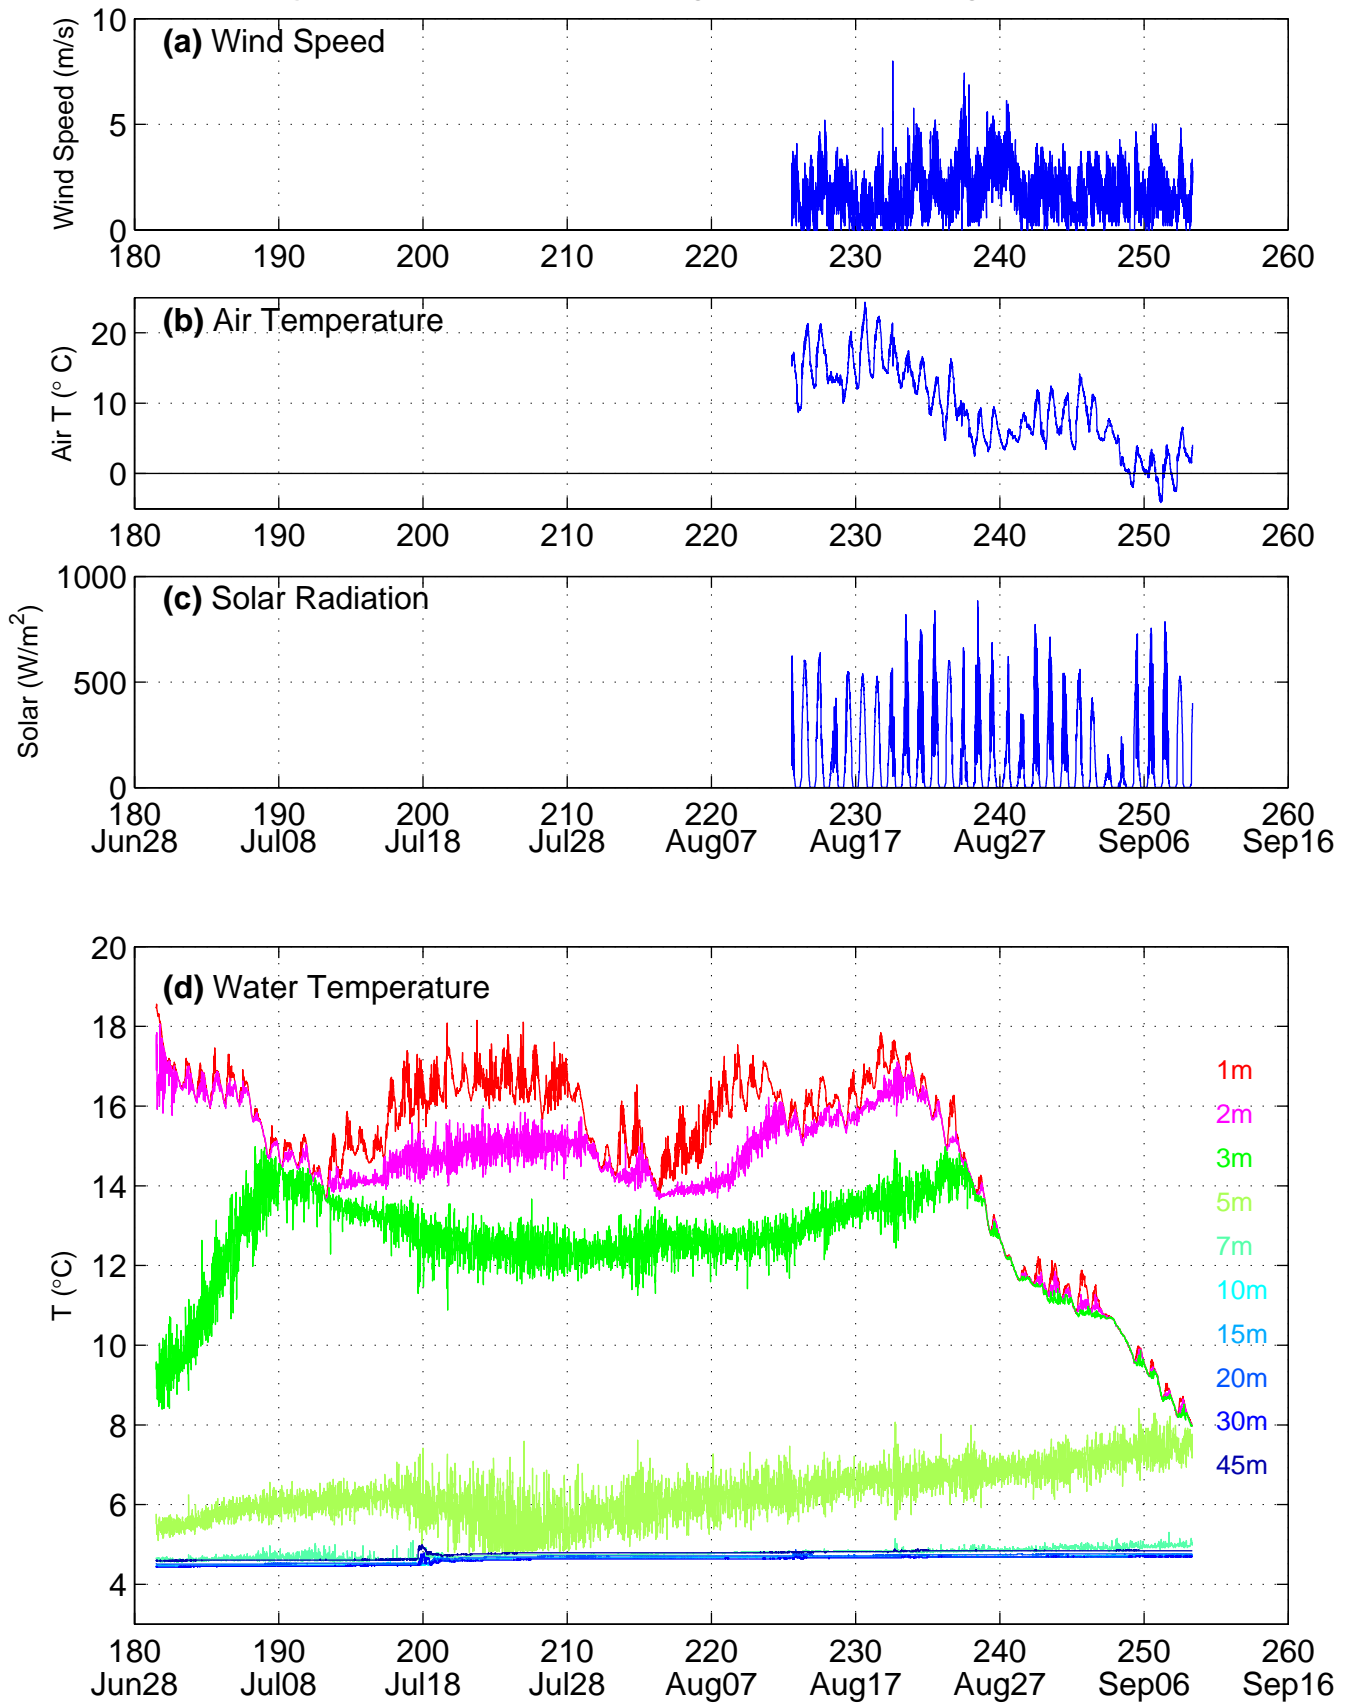 (a) Wind Speed
Wind Speed (m/s)
10
5
0
180 190 200 210 220 230 240 250 260
(b) Air Temperature
Air T (° C)
20
10
0
180 190 200 210 220 230 240 250 260
(c) Solar Radiation
Solar (W/m2)
1000
500
0
180 190 200 210 220 230 240 250 260
Jun28 Jul08 Jul18 Jul28 Aug07 Aug17 Aug27 Sep06 Sep16
(d) Water Temperature
T (°C)
20
18
16
14
12
10
8
6
4
1m
2m
3m
5m
7m
10m
15m
20m
30m
45m
180 190 200 210 220 230 240 250 260
Jun28 Jul08 Jul18 Jul28 Aug07 Aug17 Aug27 Sep06 Sep16